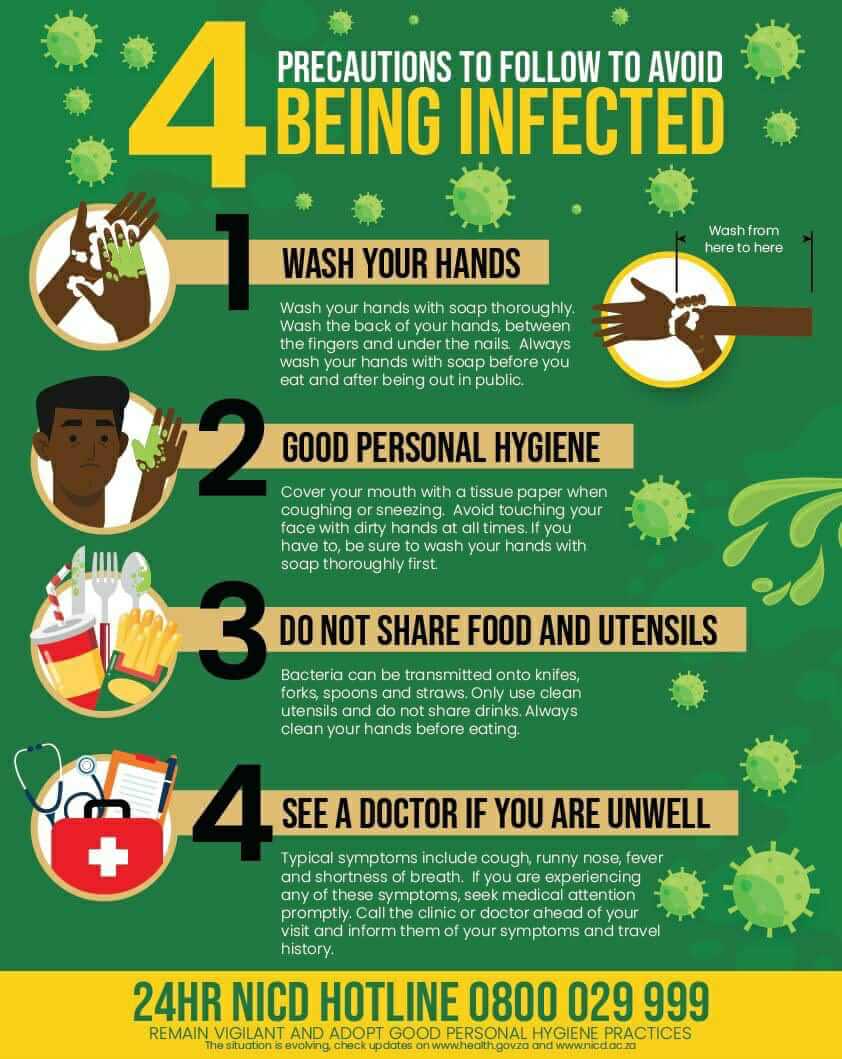 4
PRECAUTIONS TO FOLLOW TO AVOID
BEING INFECTED
1
WASH YOUR HANDS
Wash your hands with soap thoroughly.
Wash the back of your hands, between
the fingers and under the nails. Always
wash your hands with soap before you
eat and after being out in public.
Wash from
here to here
2
GOOD PERSONAL HYGIENE
Cover your mouth with a tissue paper when
coughing or sneezing. Avoid touching your
face with dirty hands at all times. If you
have to, be sure to wash your hands with
soap thoroughly first.
3
DO NOT SHARE FOOD AND UTENSILS
Bacteria can be transmitted onto knifes,
forks, spoons and straws. Only use clean
utensils and do not share drinks. Always
clean your hands before eating.
4
SEE A DOCTOR IF YOU ARE UNWELL
Typical symptoms include cough, runny nose, fever
and shortness of breath. If you are experiencing
any of these symptoms, seek medical attention
promptly. Call the clinic or doctor ahead of your
visit and inform them of your symptoms and travel
history.
24HR NICD HOTLINE 0800 029 999
REMAIN VIGILANT AND ADOPT GOOD PERSONAL HYGIENE PRACTICES
The situation is evolving, check updates on www.health.gov.za and www.nicd.ac.za